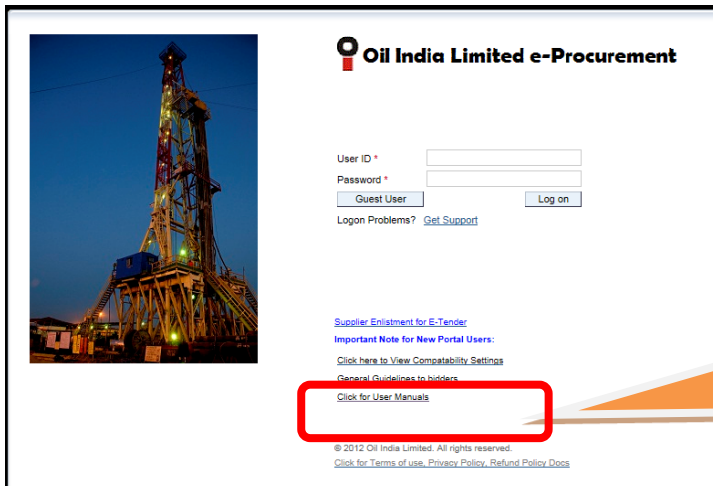 Oil India Limited e-Procurement
User ID *
Password *
Guest User Log on
Logon Problems? Get Support
Supplier Enlistment for E-Tender
Important Note for New Portal Users:
Click here to View Compatability Settings
General Guidelines to bidders
Click for User Manuals
© 2012 Oil India Limited. All rights reserved.
Click for Terms of use, Privacy Policy, Refund Policy Docs